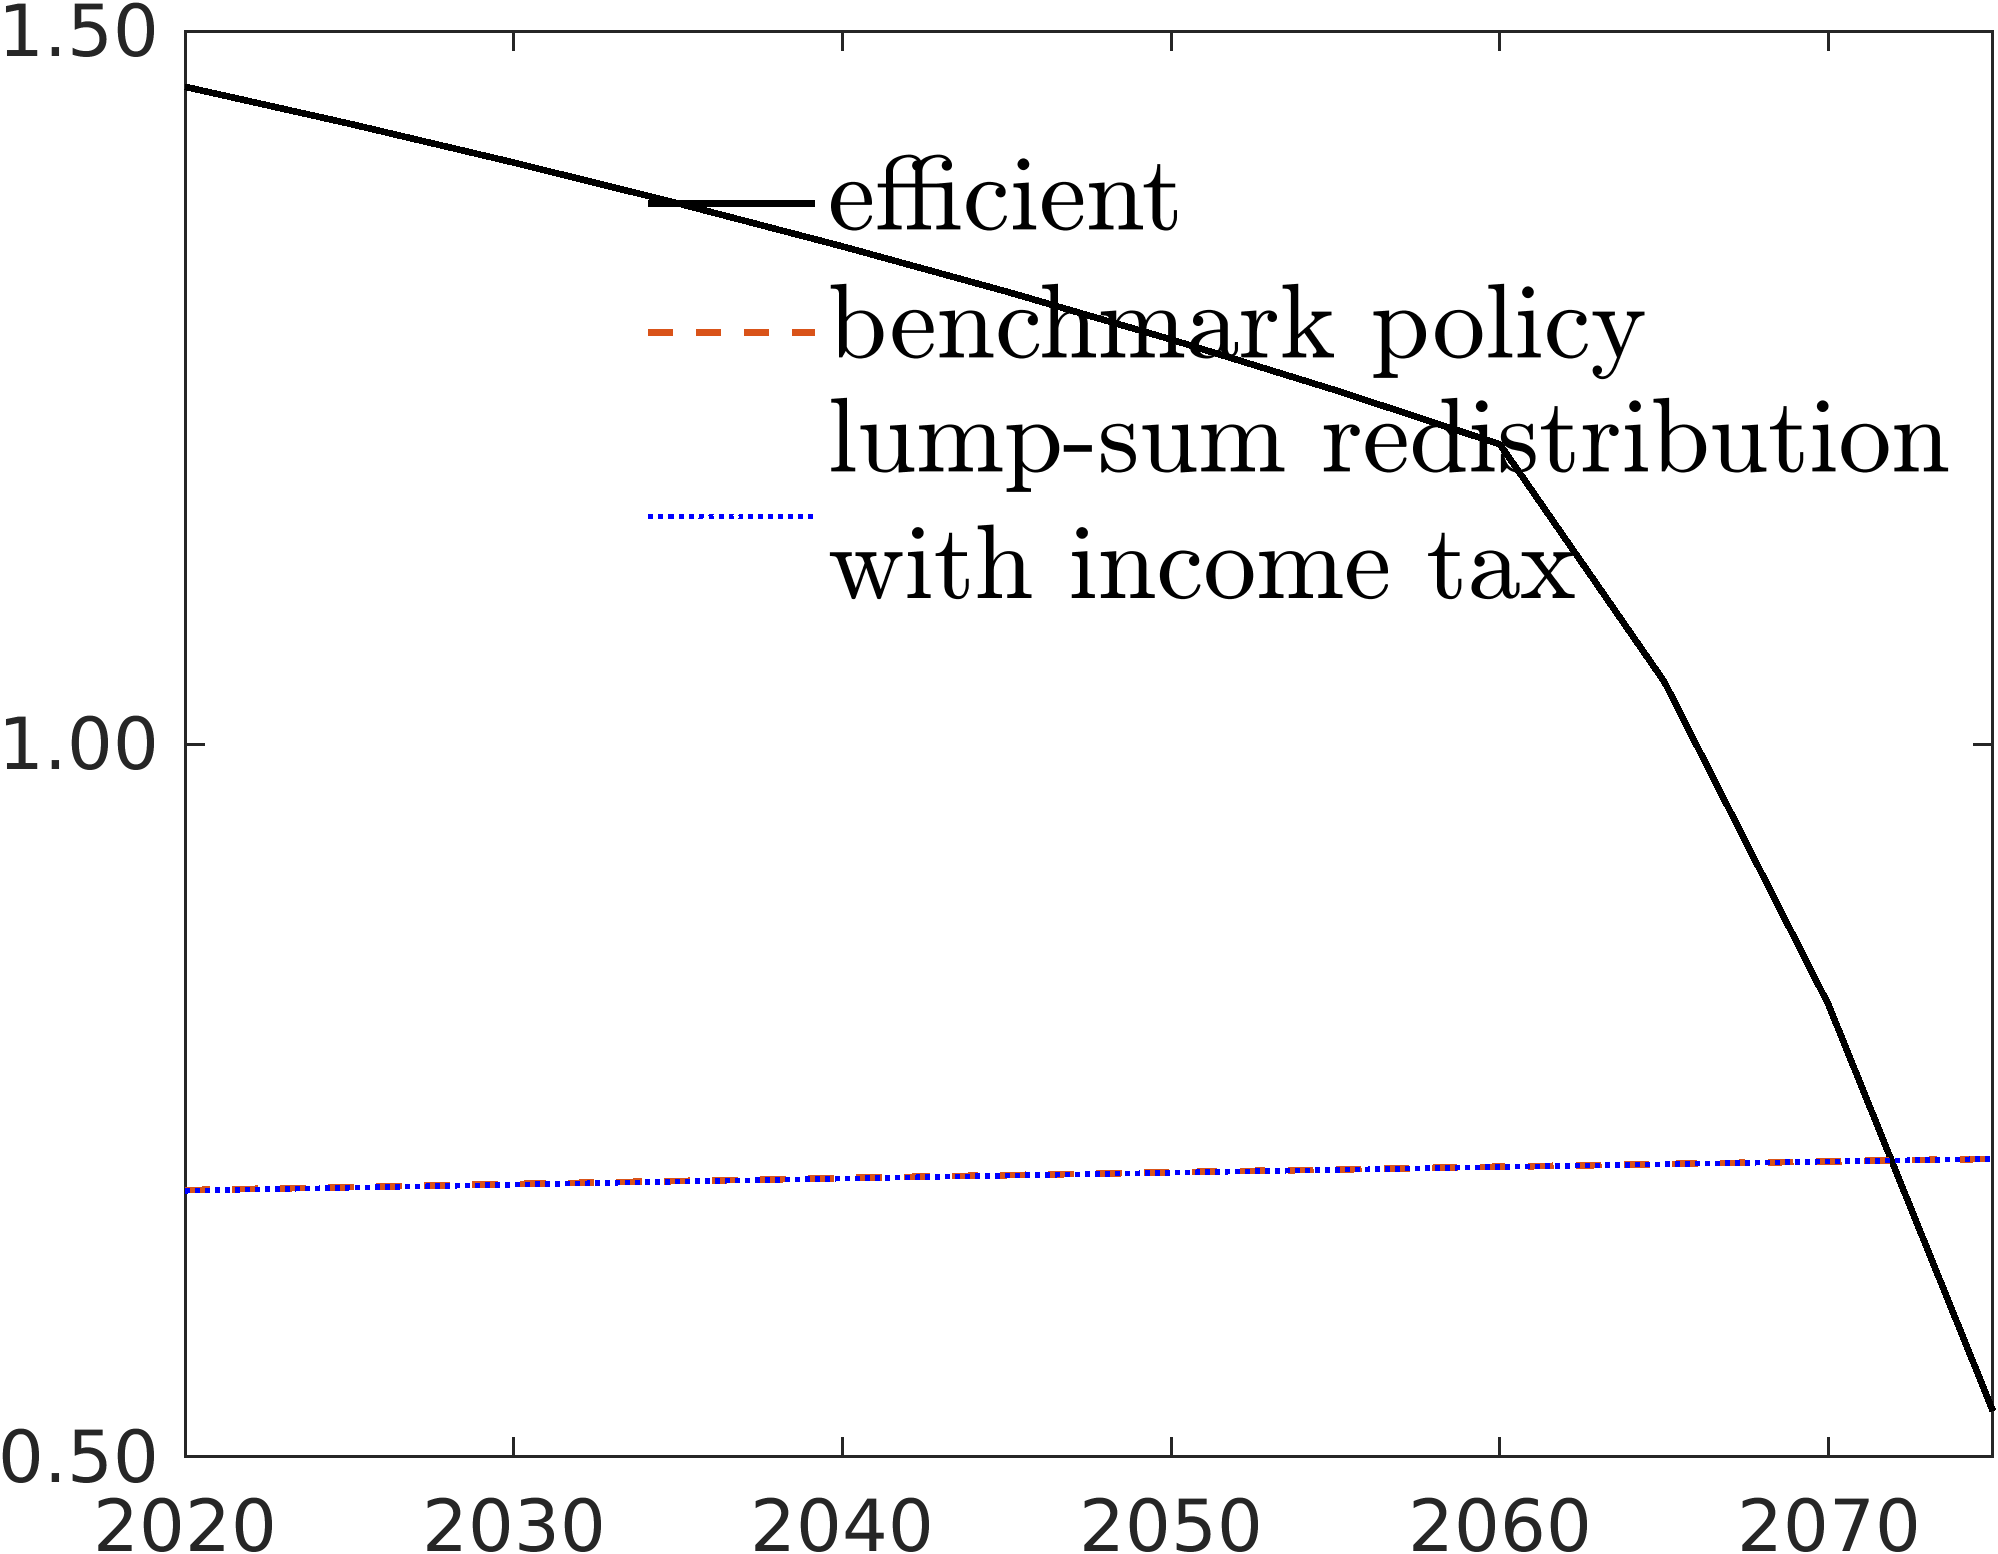 1.50
efficient
benchmark policy
lump-sum redistribution
with income tax
1.00
0.50
2020 2030 2040 2050 2060 2070